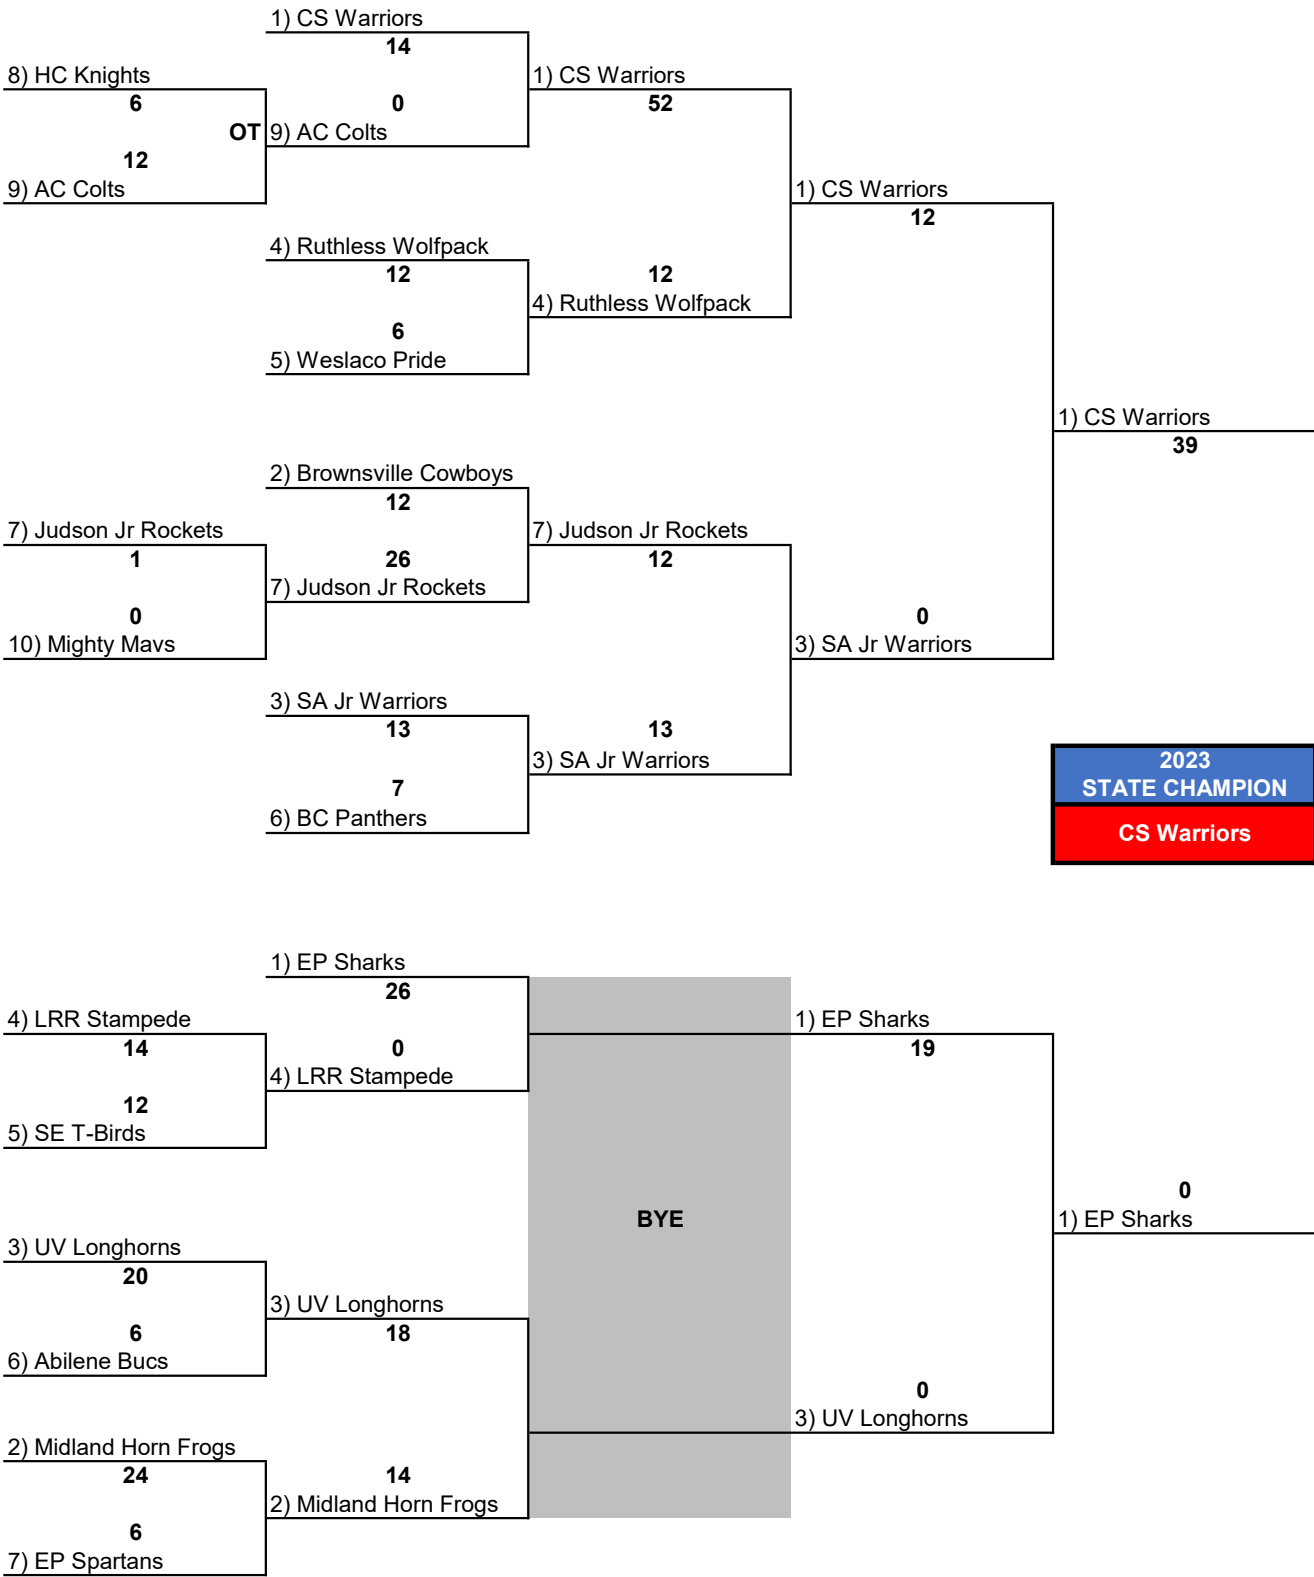 1) CS Warriors
14
8) HC Knights
1) CS Warriors
6
0
52
OT
9) AC Colts
12
9) AC Colts
1) CS Warriors
12
4) Ruthless Wolfpack
12
12
4) Ruthless Wolfpack
6
5) Weslaco Pride
1) CS Warriors
39
2) Brownsville Cowboys
12
7) Judson Jr Rockets
7) Judson Jr Rockets
1
26
12
7) Judson Jr Rockets
0
0
10) Mighty Mavs
3) SA Jr Warriors
3) SA Jr Warriors
13
13
3) SA Jr Warriors
7
6) BC Panthers
2023
STATE CHAMPION
CS Warriors
1) EP Sharks
26
4) LRR Stampede
1) EP Sharks
14
0
19
4) LRR Stampede
12
5) SE T-Birds
0
BYE
1) EP Sharks
3) UV Longhorns
20
3) UV Longhorns
6
18
6) Abilene Bucs
0
3) UV Longhorns
2) Midland Horn Frogs
24
14
2) Midland Horn Frogs
6
7) EP Spartans